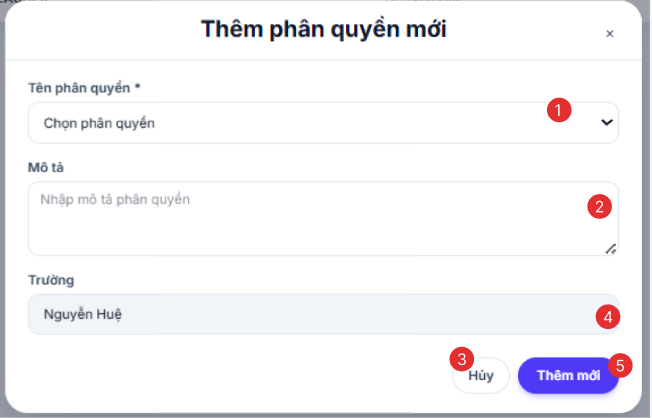 Thêm phân quyền mới
×
Tên phân quyền *
Chọn phân quyền
1
Mô tả
Nhập mô tả phân quyền
2
Trường
Nguyễn Huệ
4
3
Hủy
Thêm mới
5